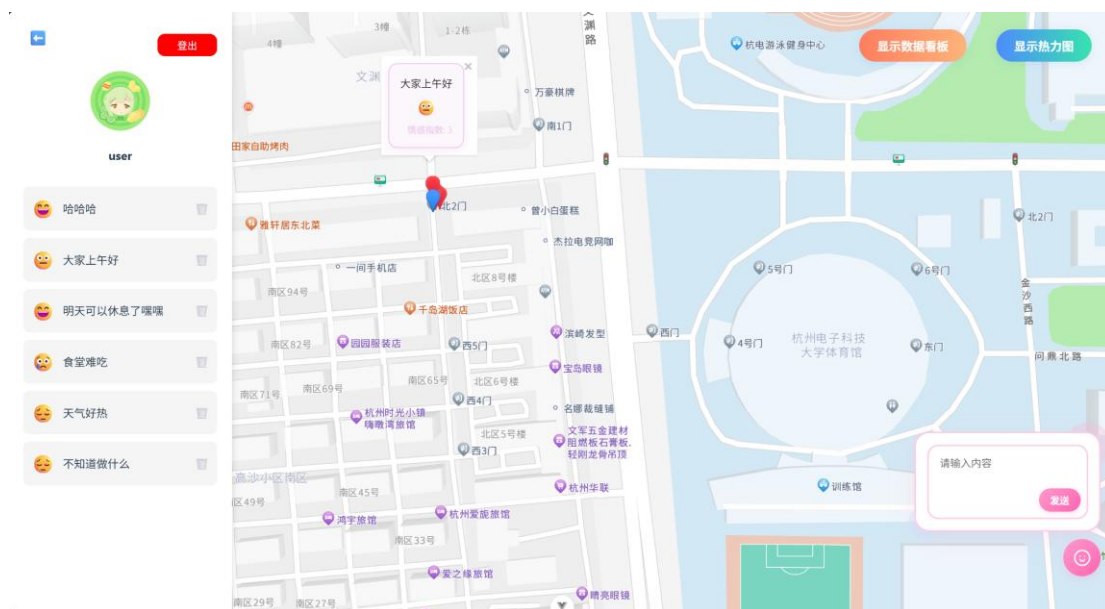 登出
user
哈哈哈
大家上午好
明天可以休息了嘿嘿
食堂难吃
天气好热
不知道做什么
3幢
1-2栋
4幢
文渊
大家上午好
情感指数: 3
文渊路
万豪棋牌
南1门
田家自助烤肉
北2门
曾小白蛋糕
雅轩居东北菜
杰拉电竞网咖
一间手机店
北区8号楼
南区94号
千岛湖饭店
滨崎发型
南区82号
园园服装店
西5门
宝岛眼镜
南区65号
北区6号楼
南区71号
南区69号
西4门
名娜裁缝铺
杭州时光小镇
嗨暾湾旅馆
北区5号楼
文军五金建材
阻燃板石膏板.
轻刚龙骨吊顶
西3门
高沙小区南区
南区45号
杭州华联
区49号
鸿宇旅馆
杭州爱旎旅馆
南区33号
爱之缘旅馆
南区29号
南区27号
睛亮眼镜
杭电游泳健身中心
显示数据看板
显示热力图
北2门
5号门
6号门
金沙西路
西门
4号门
杭州电子科技
大学体育馆
东门
问鼎北路
训练馆
请输入内容
发送